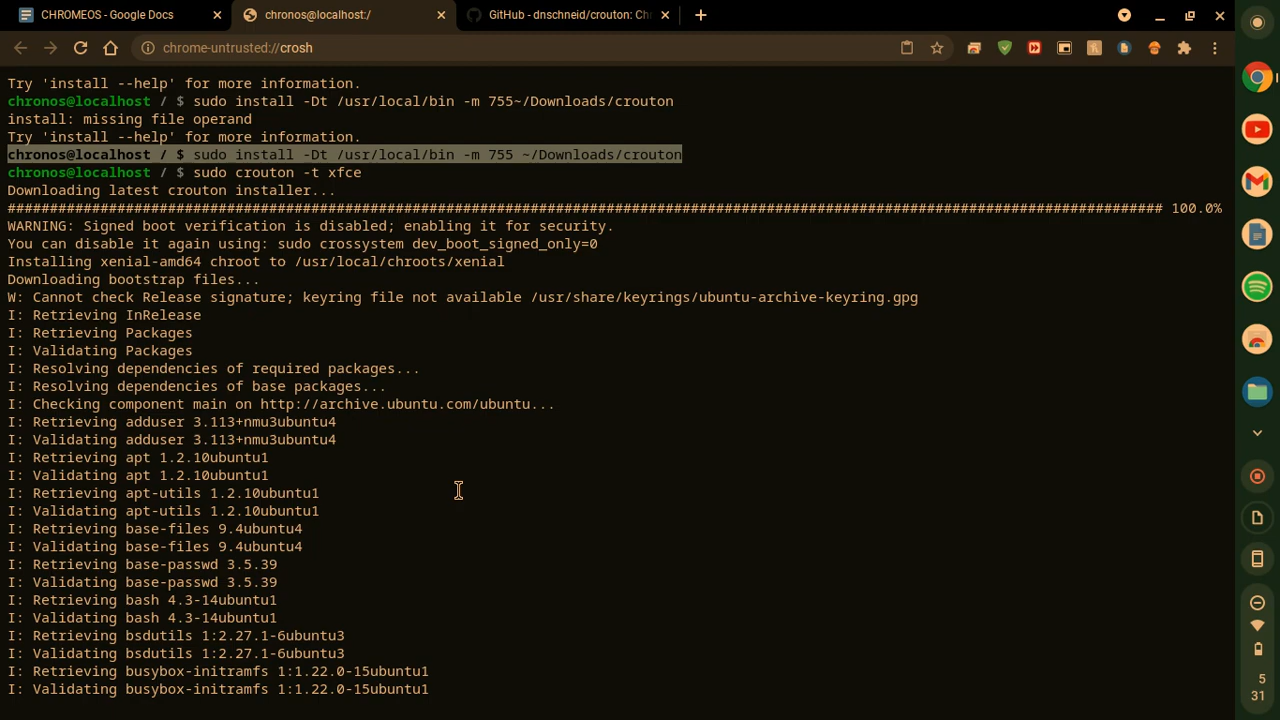 CHROMEOS - Google Docs
chronos@localhost:/
GitHub - dnschneid/crouton: Chr
chrome-untrusted://crosh
Try 'install --help' for more information.
chronos@localhost / $ sudo install -Dt /usr/local/bin -m 755~/Downloads/crouton
install: missing file operand
Try 'install --help' for more information.
chronos@localhost / $ sudo install -Dt /usr/local/bin -m 755 ~/Downloads/crouton
chronos@localhost / $ sudo crouton -t xfce
Downloading latest crouton installer...
######################################################################################################################################### 100.0%
WARNING: Signed boot verification is disabled; enabling it for security.
You can disable it again using: sudo crossystem dev_boot_signed_only=0
Installing xenial-amd64 chroot to /usr/local/chroots/xenial
Downloading bootstrap files...
W: Cannot check Release signature; keyring file not available /usr/share/keyrings/ubuntu-archive-keyring.gpg
I: Retrieving InRelease
I: Retrieving Packages
I: Validating Packages
I: Resolving dependencies of required packages...
I: Resolving dependencies of base packages...
I: Checking component main on http://archive.ubuntu.com/ubuntu...
I: Retrieving adduser 3.113+nmu3ubuntu4
I: Validating adduser 3.113+nmu3ubuntu4
I: Retrieving apt 1.2.10ubuntu1
I: Validating apt 1.2.10ubuntu1
I: Retrieving apt-utils 1.2.10ubuntu1
I: Validating apt-utils 1.2.10ubuntu1
I: Retrieving base-files 9.4ubuntu4
I: Validating base-files 9.4ubuntu4
I: Retrieving base-passwd 3.5.39
I: Validating base-passwd 3.5.39
I: Retrieving bash 4.3-14ubuntu1
I: Validating bash 4.3-14ubuntu1
I: Retrieving bsdutils 1:2.27.1-6ubuntu3
I: Validating bsdutils 1:2.27.1-6ubuntu3
I: Retrieving busybox-initramfs 1:1.22.0-15ubuntu1
I: Validating busybox-initramfs 1:1.22.0-15ubuntu1
5
31